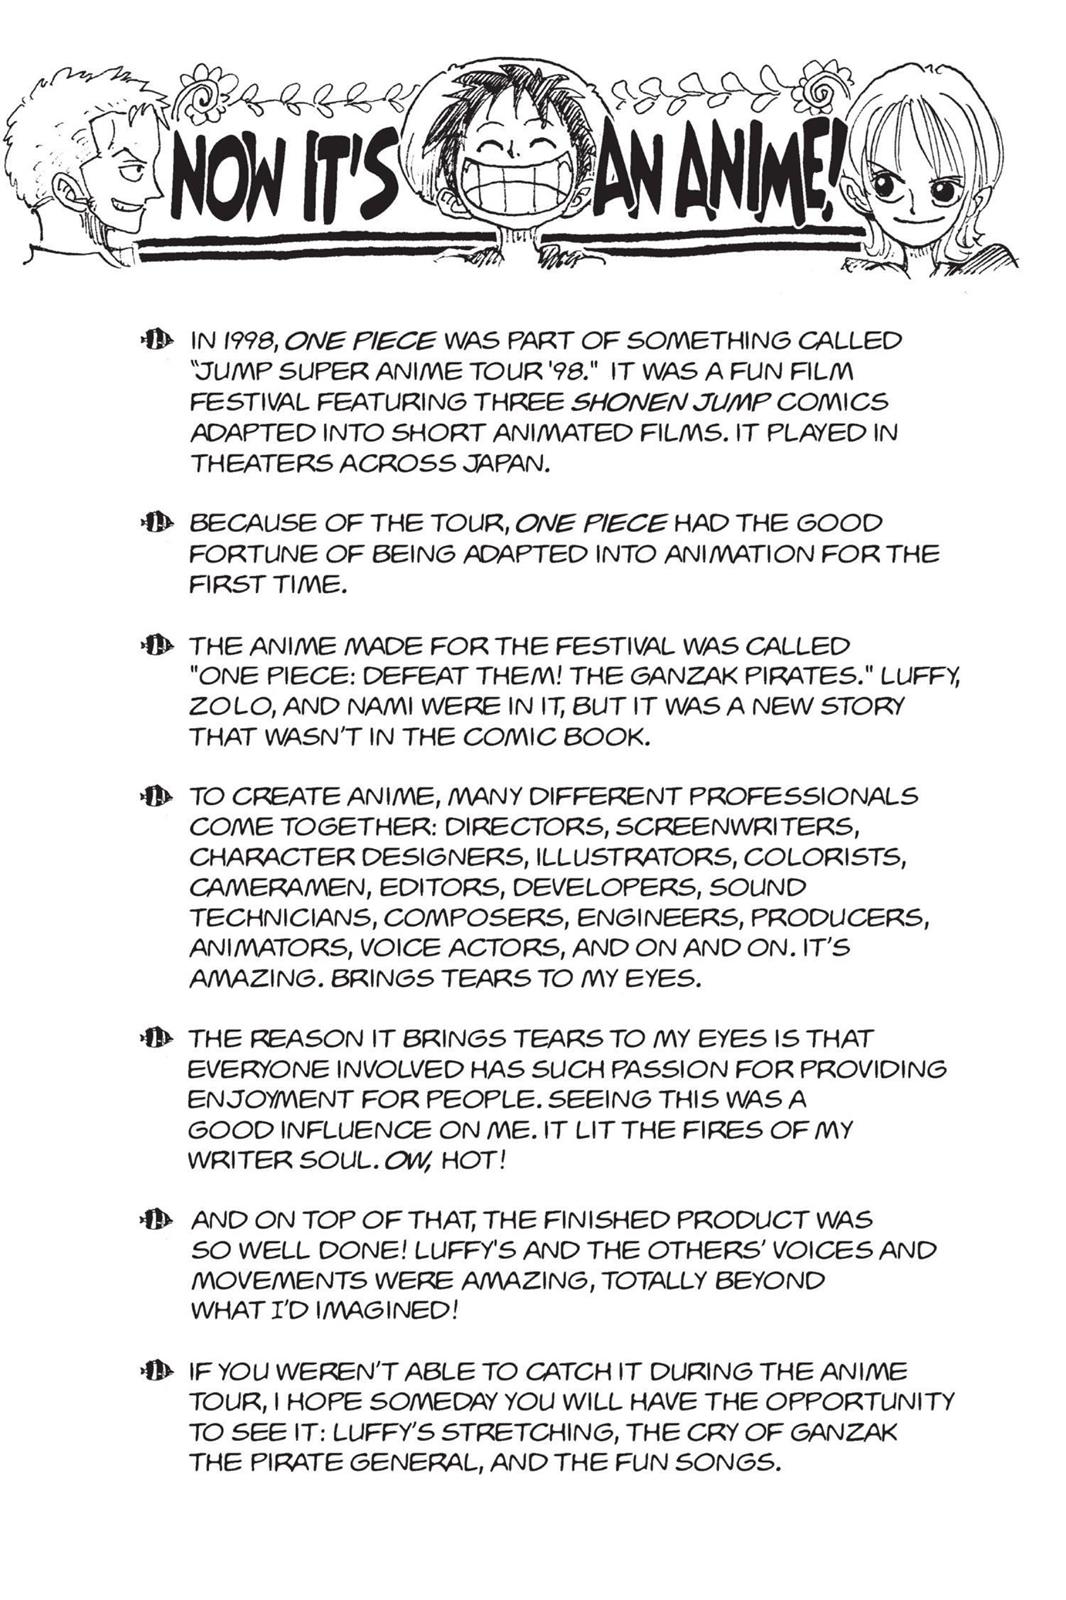 NOW IT'S AN ANIME!
IN 1998, ONE PIECE WAS PART OF SOMETHING CALLED
"JUMP SUPER ANIME TOUR '98." IT WAS A FUN FILM
FESTIVAL FEATURING THREE SHONEN JUMP COMICS
ADAPTED INTO SHORT ANIMATED FILMS. IT PLAYED IN
THEATERS ACROSS JAPAN.
BECAUSE OF THE TOUR, ONE PIECE HAD THE GOOD
FORTUNE OF BEING ADAPTED INTO ANIMATION FOR THE
FIRST TIME.
THE ANIME MADE FOR THE FESTIVAL WAS CALLED
"ONE PIECE: DEFEAT THEM! THE GANZAK PIRATES." LUFFY,
ZOLO, AND NAMI WERE IN IT, BUT IT WAS A NEW STORY
THAT WASN'T IN THE COMIC BOOK.
TO CREATE ANIME, MANY DIFFERENT PROFESSIONALS
COME TOGETHER: DIRECTORS, SCREENWRITERS,
CHARACTER DESIGNERS, ILLUSTRATORS, COLORISTS,
CAMERAMEN, EDITORS, DEVELOPERS, SOUND
TECHNICIANS, COMPOSERS, ENGINEERS, PRODUCERS,
ANIMATORS, VOICE ACTORS, AND ON AND ON. IT'S
AMAZING. BRINGS TEARS TO MY EYES.
THE REASON IT BRINGS TEARS TO MY EYES IS THAT
EVERYONE INVOLVED HAS SUCH PASSION FOR PROVIDING
ENJOYMENT FOR PEOPLE. SEEING THIS WAS A
GOOD INFLUENCE ON ME. IT LIT THE FIRES OF MY
WRITER SOUL. OW, HOT!
AND ON TOP OF THAT, THE FINISHED PRODUCT WAS
SO WELL DONE! LUFFY'S AND THE OTHERS' VOICES AND
MOVEMENTS WERE AMAZING, TOTALLY BEYOND
WHAT I'D IMAGINED!
IF YOU WEREN'T ABLE TO CATCH IT DURING THE ANIME
TOUR, I HOPE SOMEDAY YOU WILL HAVE THE OPPORTUNITY
TO SEE IT: LUFFY'S STRETCHING, THE CRY OF GANZAK
THE PIRATE GENERAL, AND THE FUN SONGS.